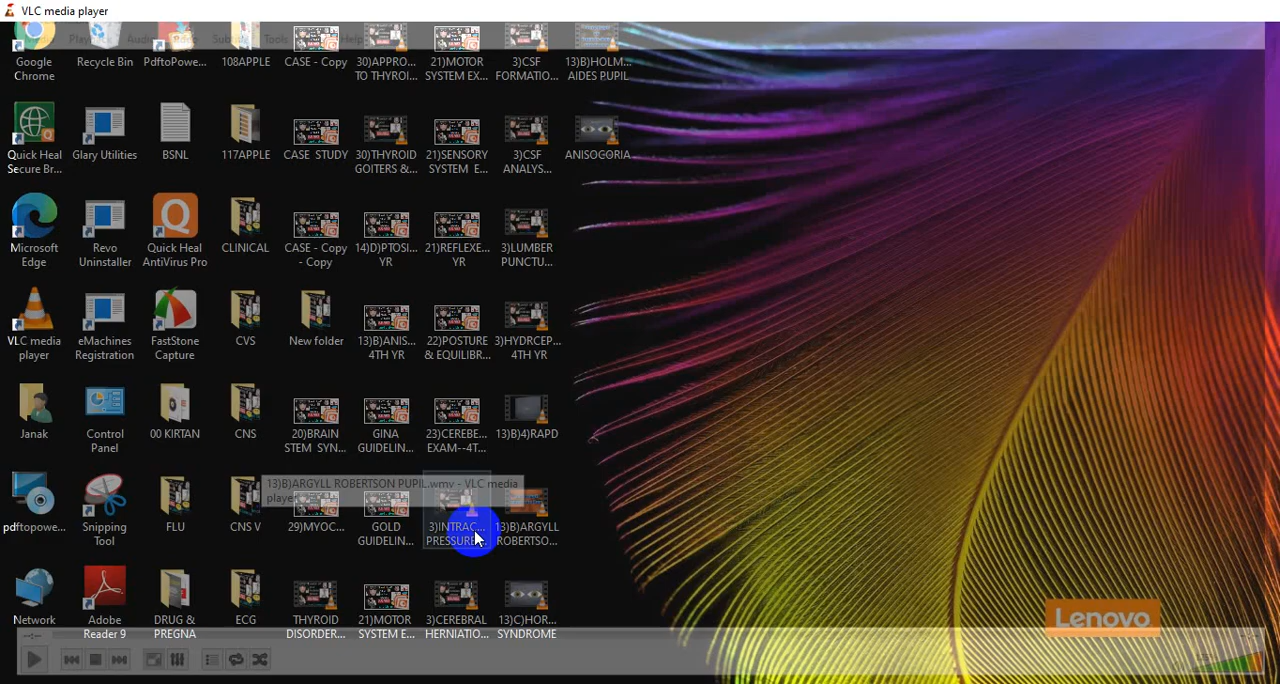 VLC media player
Google
Chrome
Recycle Bin
PdftoPowe...
108APPLE
CASE - Copy
30)APPRO...
TO THYROI...
21)MOTOR
SYSTEM EX...
3)CSF
FORMATIO...
13)B)HOLM...
AIDES PUPIL
Quick Heal
Secure Br...
Glary Utilities
BSNL
117APPLE
CASE STUDY
30)THYROID
GOITERS &...
21)SENSORY
SYSTEM E...
3)CSF
ANALYS...
ANISOCORIA...
Microsoft
Edge
Revo
Uninstaller
Quick Heal
AntiVirus Pro
CLINICAL
CASE - Copy
- Copy
14)D)PTOSI...
YR
21)REFLEXE...
YR
3)LUMBER
PUNCTU...
VLC media
player
eMachines
Registration
FastStone
Capture
CVS
New folder
13)B)ANIS...
4TH YR
22)POSTURE
& EQUILIBR...
3)HYDRCEP...
4TH YR
Janak
Control
Panel
00 KIRTAN
CNS
20)BRAIN
STEM SYN...
GINA
GUIDELIN...
23)CEREBE...
EXAM--4T...
13)B)4)RAPD
13)B)ARGYLL ROBERTSON PUPIL.wmv - VLC media
player
pdftopowe...
Snipping
Tool
FLU
CNS V
29)MYOC...
GOLD
GUIDELIN...
3)INTRAC...
PRESSURE...
13)B)ARGYLL
ROBERTSO...
Network
Adobe
Reader 9
DRUG &
PREGNA
ECG
THYROID
DISORDER...
21)MOTOR
SYSTEM E...
3)CEREBRAL
HERNIATIO...
13)C)HOR...
SYNDROME
Lenovo